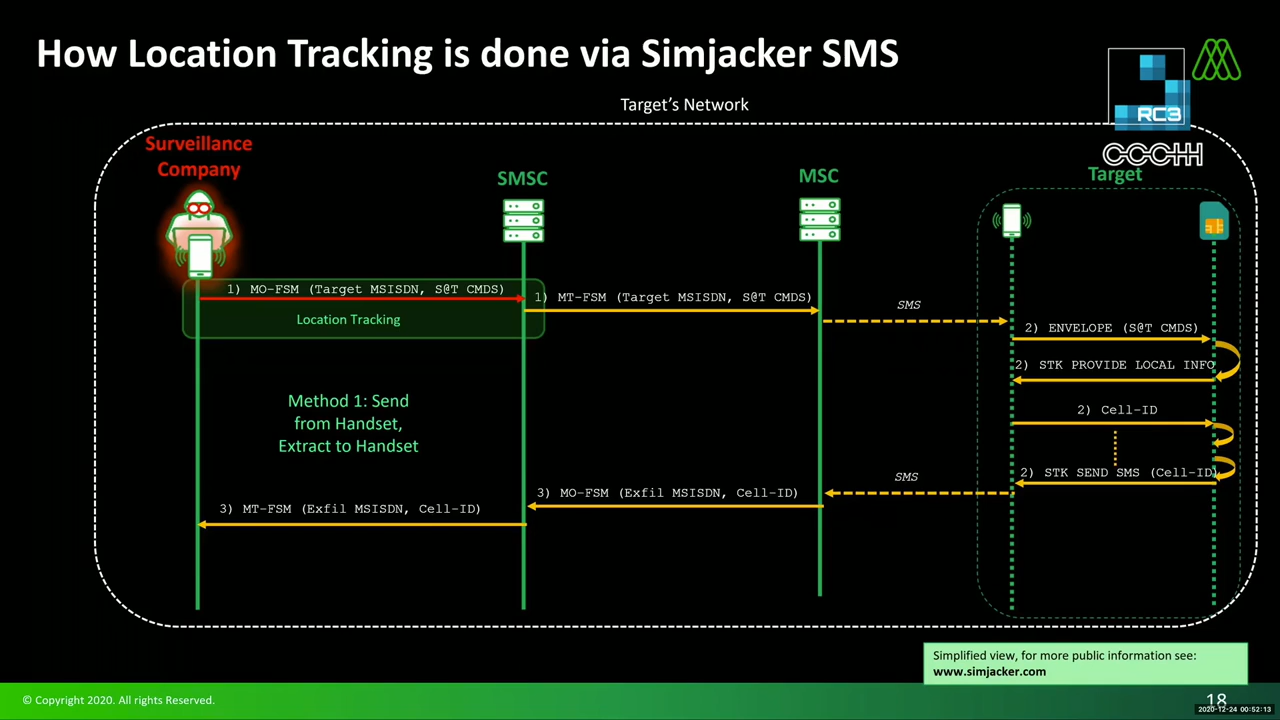 How Location Tracking is done via Simjacker SMS
RC3
CCCHH
Target's Network
Surveillance
Company
SMSC
MSC
Target
1) MO-FSM (Target MSISDN, S@T CMDS)
Location Tracking
1) MT-FSM (Target MSISDN, S@T CMDS)
SMS
2) ENVELOPE (S@T CMDS)
2) STK PROVIDE LOCAL INFO
Method 1: Send
from Handset,
Extract to Handset
2) Cell-ID
2) STK SEND SMS (Cell-ID)
SMS
3) MO-FSM (Exfil MSISDN, Cell-ID)
3) MT-FSM (Exfil MSISDN, Cell-ID)
Simplified view, for more public information see:
www.simjacker.com
© Copyright 2020. All rights Reserved.
18
2020-12-24 00:52:13